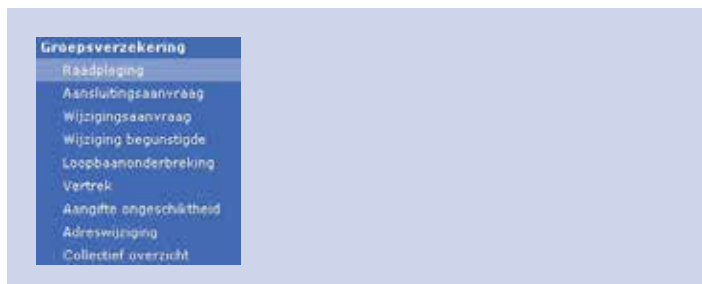 Groepsverzekering
Raadpleging
Aansluitingsaanvraag
Wijzigingsaanvraag
Wijziging begunstigde
Loopbaanonderbreking
Vertrek
Aangifte ongeschiktheid
Adreswijziging
Collectief overzicht